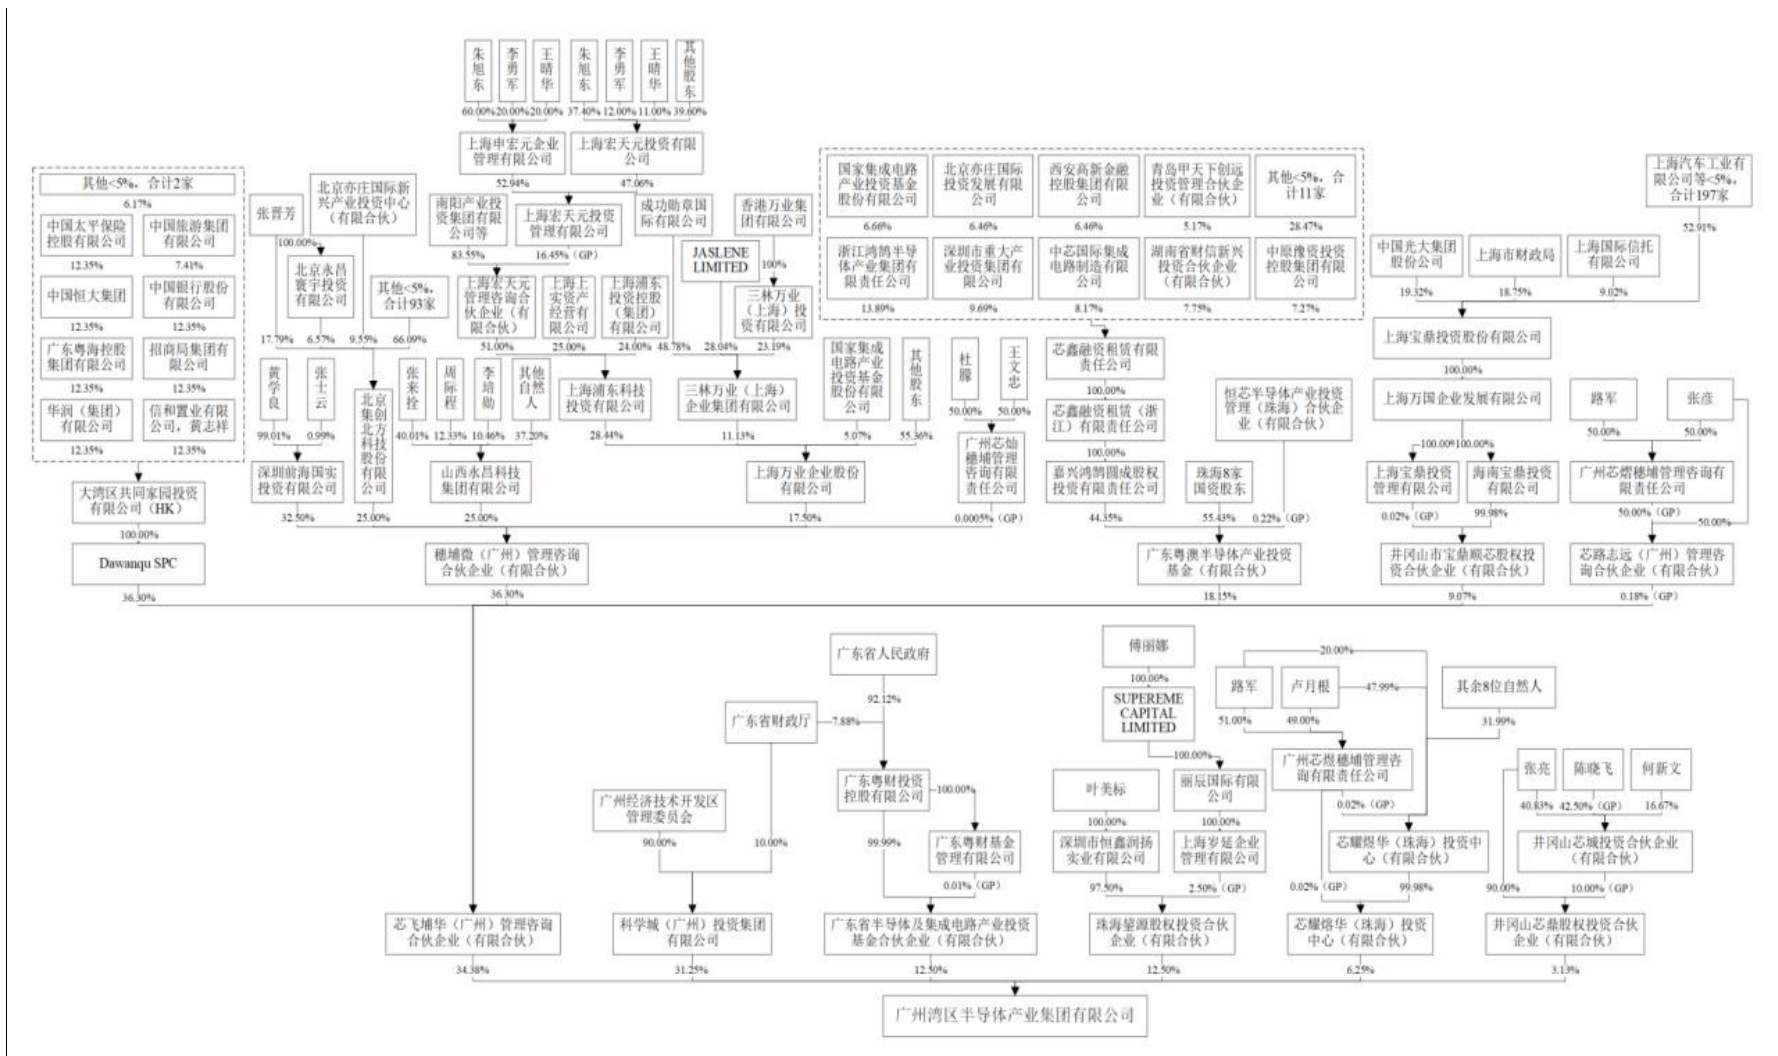 朱旭东
李勇军
王晴华
朱旭东
李勇军
王晴华
其他股东
60.00%
20.00%
20.00%
37.40%
12.00%
11.00%
39.60%
上海申宏元企业
管理有限公司
上海宏天元投资有限
公司
52.94%
47.06%
其他<5%，合计2家
6.17%
中国太平保险
控股有限公司
中国旅游集团
有限公司
12.35%
7.41%
中国恒大集团
中国银行股份
有限公司
12.35%
12.35%
广东粤海控股
集团有限公司
招商局集团有
限公司
12.35%
12.35%
华润（集团）
有限公司
信和置业有限
公司，黄志祥
12.35%
12.35%
大湾区共同家园投资
有限公司（HK）
100.00%
Dawanqu SPC
36.30%
张晋芳
北京亦庄国际新
兴产业投资中心
（有限合伙）
100.00%
北京永昌
寰宇投资
有限公司
其他<5%，
合计93家
17.79%
6.57%
9.55%
66.09%
黄学良
张士云
99.01%
0.99%
深圳前海国实
投资有限公司
32.50%
北京
集创
北方
科技
股份
有限
公司
25.00%
张来拴
周际程
李培勋
其他
自然
人
40.01%
12.33%
10.46%
37.20%
山西永昌科技
集团有限公司
25.00%
南阳产业投
资集团有限
公司等
上海宏天元投资
管理有限公司
83.55%
16.45%（GP）
上海宏天元
管理咨询合
伙企业（有
限合伙）
上海上
实资产
经营有
限公司
上海浦东
投资控股
（集团）
有限公司
51.00%
25.00%
24.00%
上海浦东科技
投资有限公司
28.44%
成功勋章国
际有限公司
香港万业集
团有限公司
JASLENE
LIMITED
100%
三林万业
（上海）投
资有限公司
48.78%
28.04%
23.19%
三林万业（上海）
企业集团有限公司
11.13%
国家集成
电路产业
投资基金
股份有限
公司
其他股东
5.07%
55.36%
上海万业企业股份
有限公司
17.50%
杜朦
王文忠
50.00%
50.00%
广州芯灿
穗埔管理
咨询有限
责任公司
0.0005%（GP）
穗埔微（广州）管理咨询
合伙企业（有限合伙）
36.30%
国家集成电路
产业投资基金
股份有限公司
北京亦庄国际
投资发展有限
公司
西安高新金融
控股集团有限
公司
青岛甲天下创远
投资管理合伙企
业（有限合伙）
其他<5%，合
计11家
6.66%
6.46%
6.46%
5.17%
28.47%
浙江鸿鹄半导
体产业集团有
限责任公司
深圳市重大产
业投资集团有
限公司
中芯国际集成
电路制造有限
公司
湖南省财信新兴
投资合伙企业
（有限合伙）
中原豫资投资
控股集团有限
公司
13.89%
9.69%
8.17%
7.75%
7.27%
芯鑫融资租赁有限
责任公司
100.00%
芯鑫融资租赁（浙
江）有限责任公司
100.00%
嘉兴鸿鹄圆成股权
投资有限责任公司
44.35%
珠海8家
国资股东
55.43%
恒芯半导体产业投资
管理（珠海）合伙企
业（有限合伙）
0.22%（GP）
广东粤澳半导体产业投资
基金（有限合伙）
18.15%
上海汽车工业有
限公司等<5%，
合计197家
52.91%
中国光大集团
股份公司
上海市财政局
上海国际信托
有限公司
19.32%
18.75%
9.02%
上海宝鼎投资股份有限公司
100.00%
上海万国企业发展有限公司
100.00%
100.00%
上海宝鼎投资
管理有限公司
海南宝鼎投资
有限公司
0.02%（GP）
99.98%
井冈山市宝鼎顺芯股权投
资合伙企业（有限合伙）
9.07%
路军
张彦
50.00%
50.00%
广州芯熠穗埔管理咨询有
限责任公司
50.00%（GP）
50.00%
芯路志远（广州）管理咨
询合伙企业（有限合伙）
0.18%（GP）
广东省人民政府
92.12%
广东省财政厅
7.88%
广州经济技术开发区
管理委员会
90.00%
10.00%
广东粤财投资
控股有限公司
100.00%
99.99%
广东粤财基金
管理有限公司
0.01%（GP）
傅丽娜
100.00%
SUPEREME
CAPITAL
LIMITED
100.00%
叶美标
丽辰国际有限
公司
100.00%
100.00%
深圳市恒鑫润扬
实业有限公司
上海岁延企业
管理有限公司
97.50%
2.50%（GP）
20.00%
路军
卢月根
47.99%
其余8位自然人
51.00%
49.00%
31.99%
广州芯煜穗埔管理咨
询有限责任公司
0.02%（GP）
芯耀煜华（珠海）投资中
心（有限合伙）
0.02%（GP）
99.98%
张亮
陈晓飞
何新文
40.83%
42.50%（GP）
16.67%
井冈山芯城投资合伙企业
（有限合伙）
90.00%
10.00%（GP）
芯飞埔华（广州）管理咨询
合伙企业（有限合伙）
科学城（广州）投资集团
有限公司
广东省半导体及集成电路产业投资
基金合伙企业（有限合伙）
珠海堃源股权投资合伙
企业（有限合伙）
芯耀熔华（珠海）投资
中心（有限合伙）
井冈山芯鼎股权投资合伙
企业（有限合伙）
34.38%
31.25%
12.50%
12.50%
6.25%
3.13%
广州湾区半导体产业集团有限公司